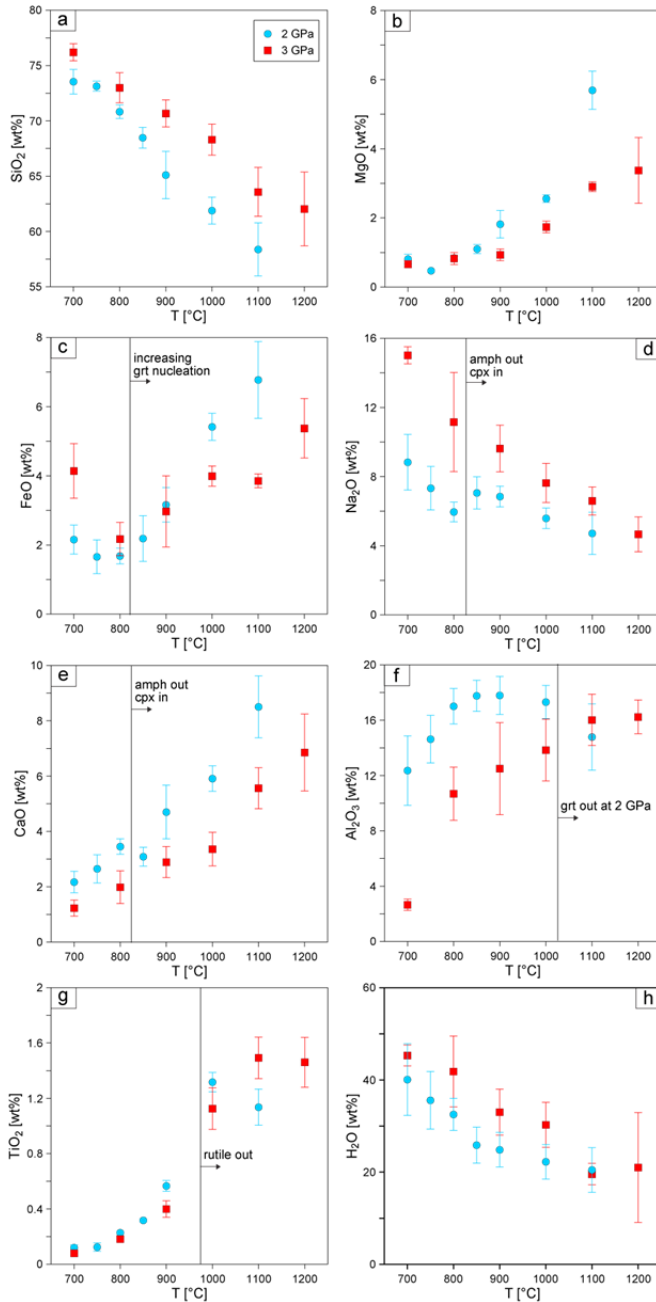 a
2 GPa
3 GPa
80
75
70
65
60
55
SiO₂ [wt%]
700 800 900 1000 1100 1200
T [°C]
b
8
6
4
2
0
MgO [wt%]
700 800 900 1000 1100 1200
T [°C]
c
increasing
grt nucleation
8
6
4
2
0
FeO [wt%]
700 800 900 1000 1100 1200
T [°C]
d
amph out
cpx in
16
12
8
4
0
Na₂O [wt%]
700 800 900 1000 1100 1200
T [°C]
e
amph out
cpx in
10
8
6
4
2
0
CaO [wt%]
700 800 900 1000 1100 1200
T [°C]
f
grt out at 2 GPa
20
16
12
8
4
0
Al₂O₃ [wt%]
700 800 900 1000 1100 1200
T [°C]
g
rutile out
2
1.6
1.2
0.8
0.4
0
TiO₂ [wt%]
700 800 900 1000 1100 1200
T [°C]
h
60
40
20
0
H₂O [wt%]
700 800 900 1000 1100 1200
T [°C]